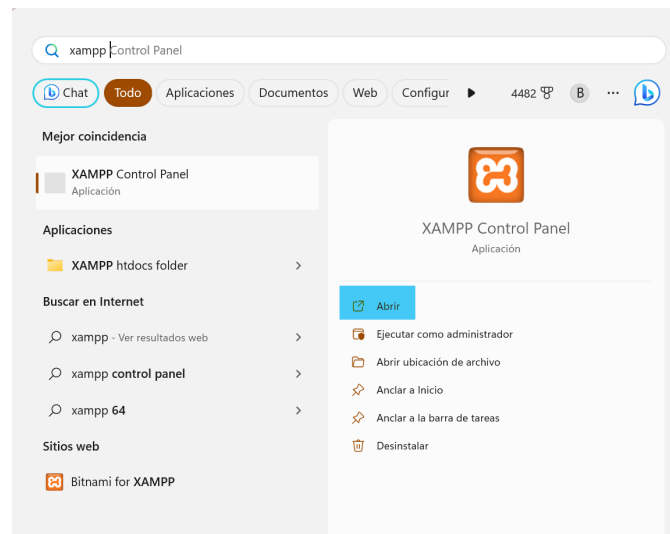 xampp Control Panel
Chat Todo Aplicaciones Documentos Web Configur 4482 B ...
Mejor coincidencia
XAMPP Control Panel
Aplicación
Aplicaciones
XAMPP htdocs folder
Buscar en Internet
xampp - Ver resultados web
xampp control panel
xampp 64
Sitios web
Bitnami for XAMPP
XAMPP Control Panel
Aplicación
Abrir
Ejecutar como administrador
Abrir ubicación de archivo
Anclar a Inicio
Anclar a la barra de tareas
Desinstalar